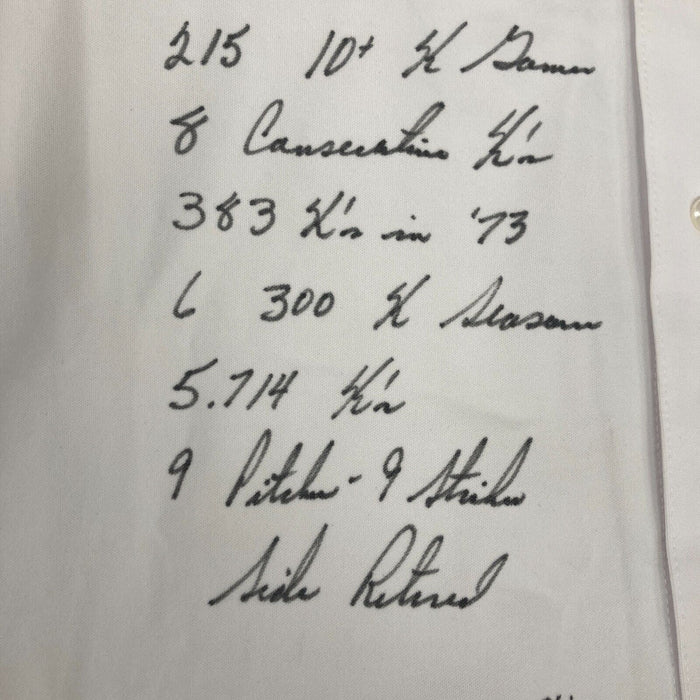 215 10+ K Games
8 Consecutive K's
383 K's in '73
6 300 K Seasons
5.714 K's
9 Pitches - 9 Strikes
Side Retired